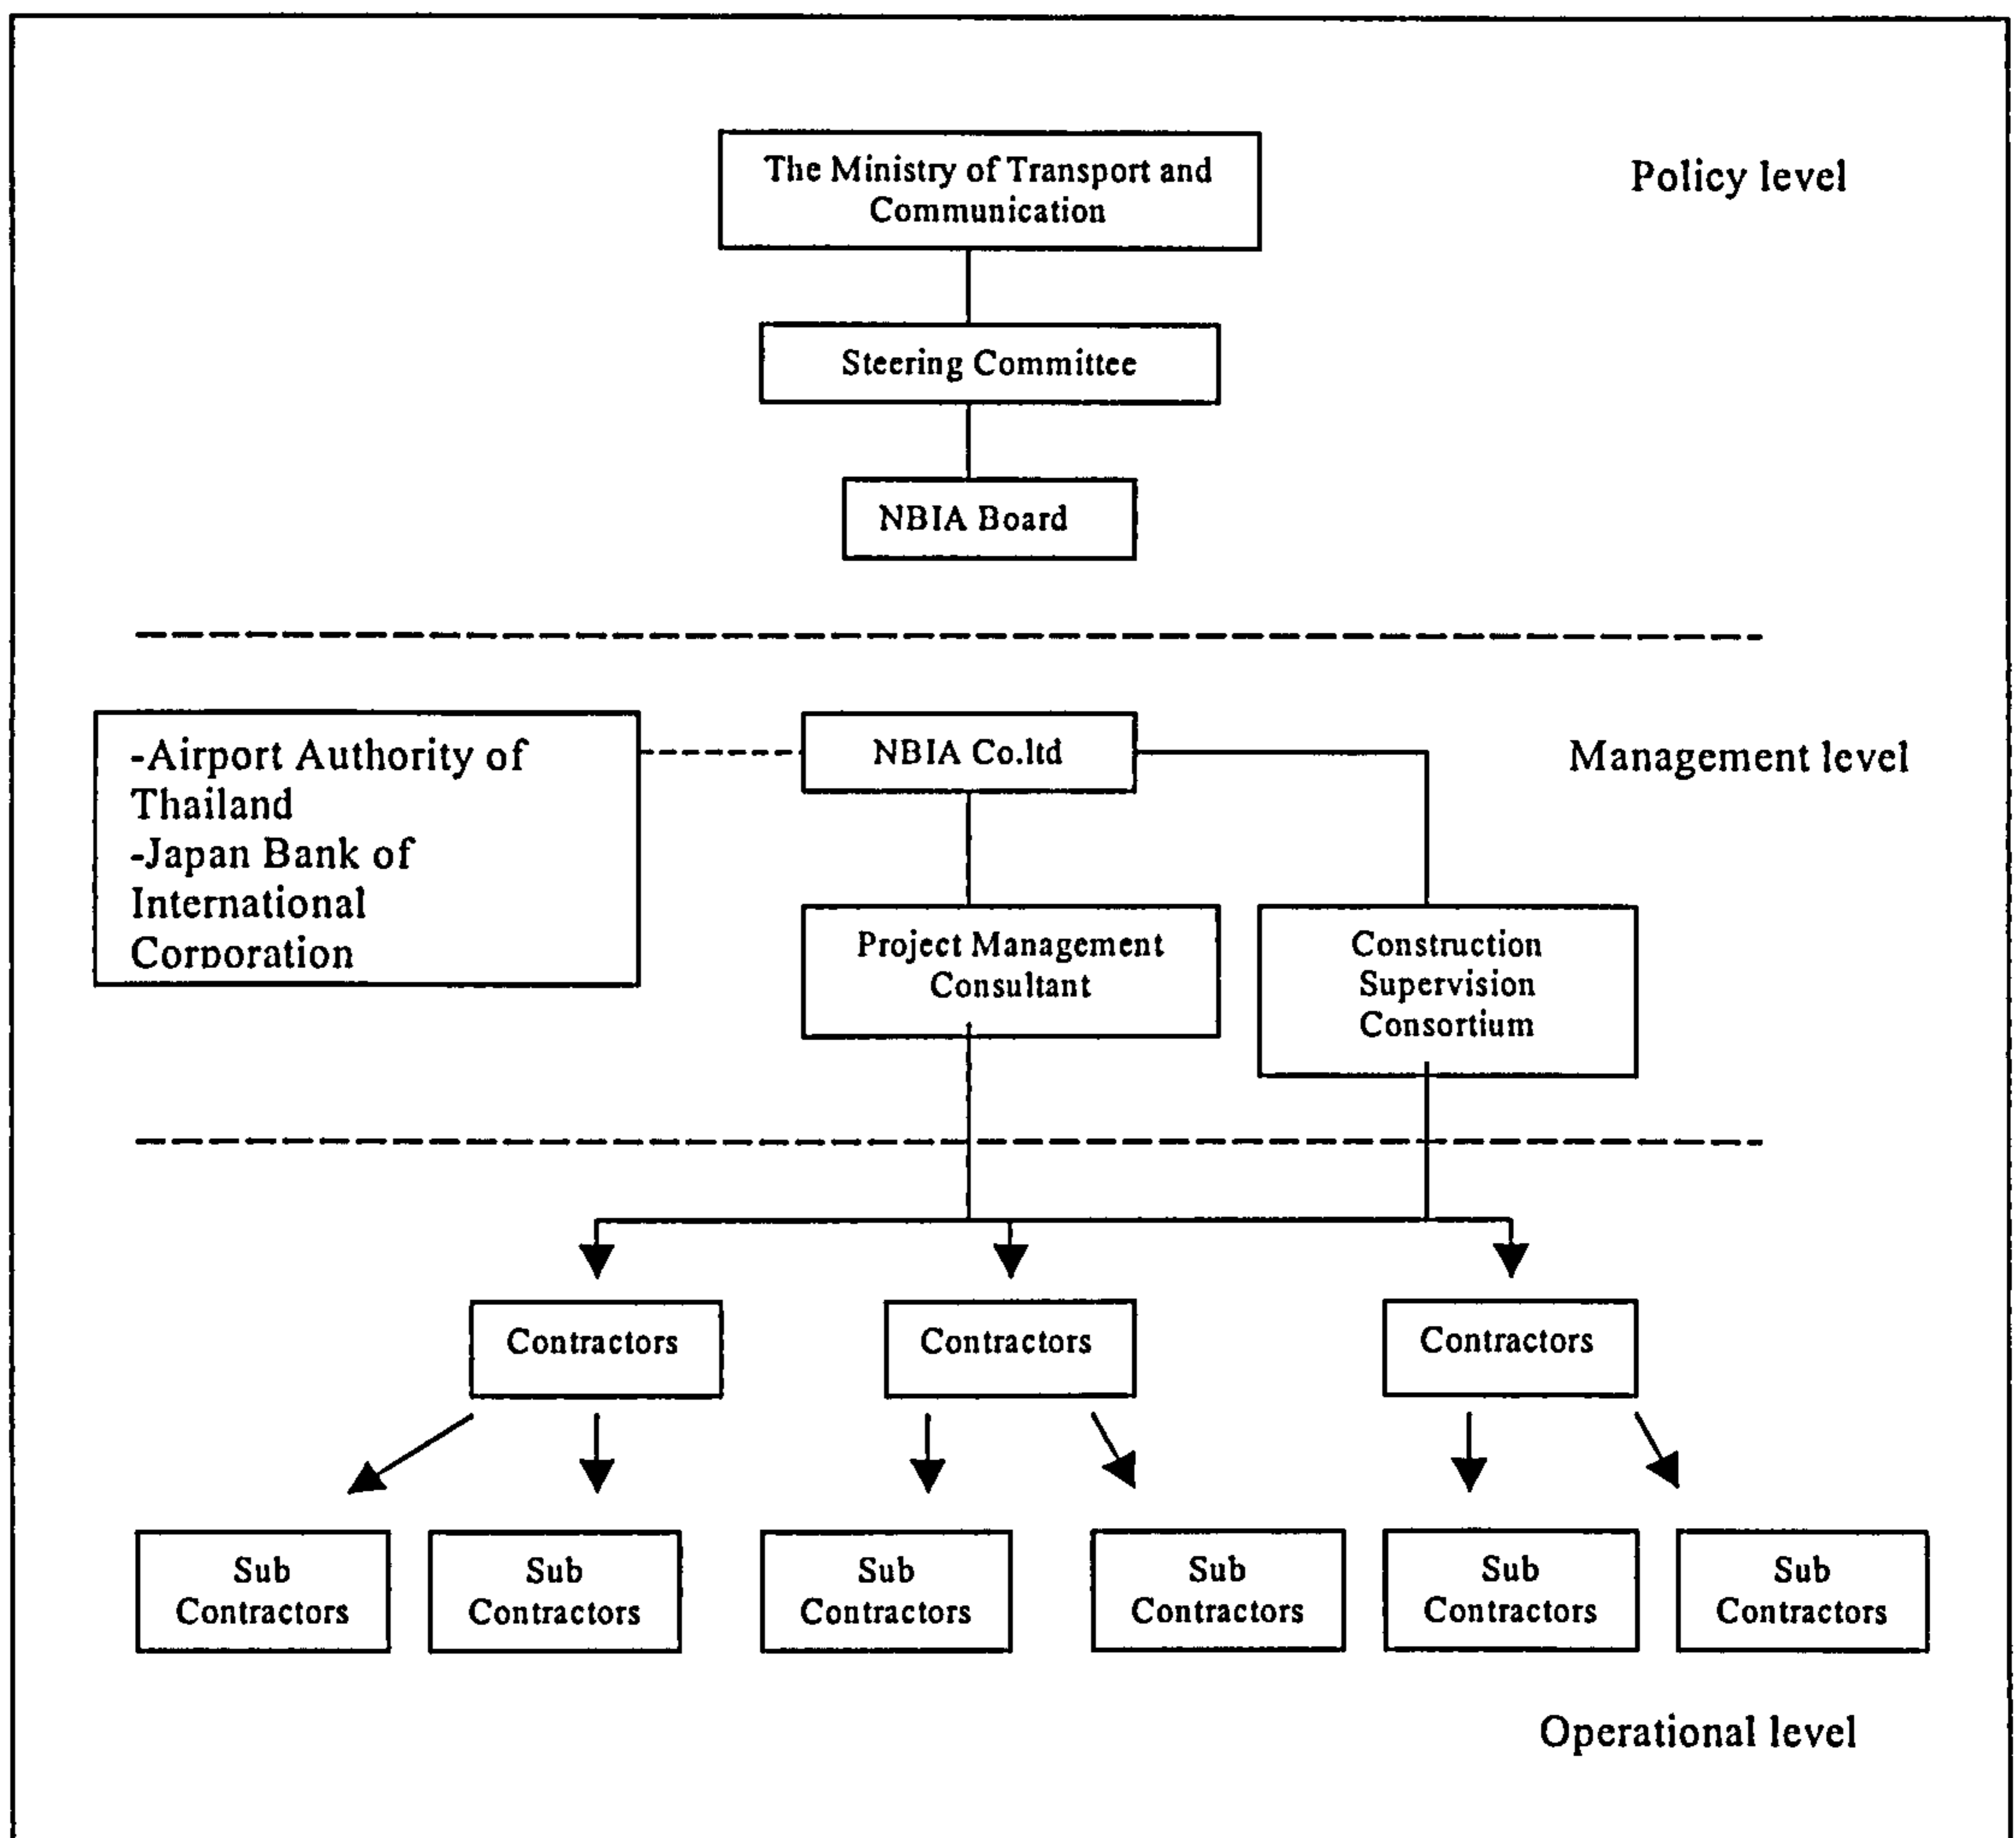 The Ministry of Transport and
Communication
Policy level
Steering Committee
NBIA Board
-Airport Authority of
Thailand
-Japan Bank of
International
Corporation
NBIA Co.ltd
Management level
Project Management
Consultant
Construction
Supervision
Consortium
Contractors
Contractors
Contractors
Sub
Contractors
Sub
Contractors
Sub
Contractors
Sub
Contractors
Sub
Contractors
Sub
Contractors
Operational level